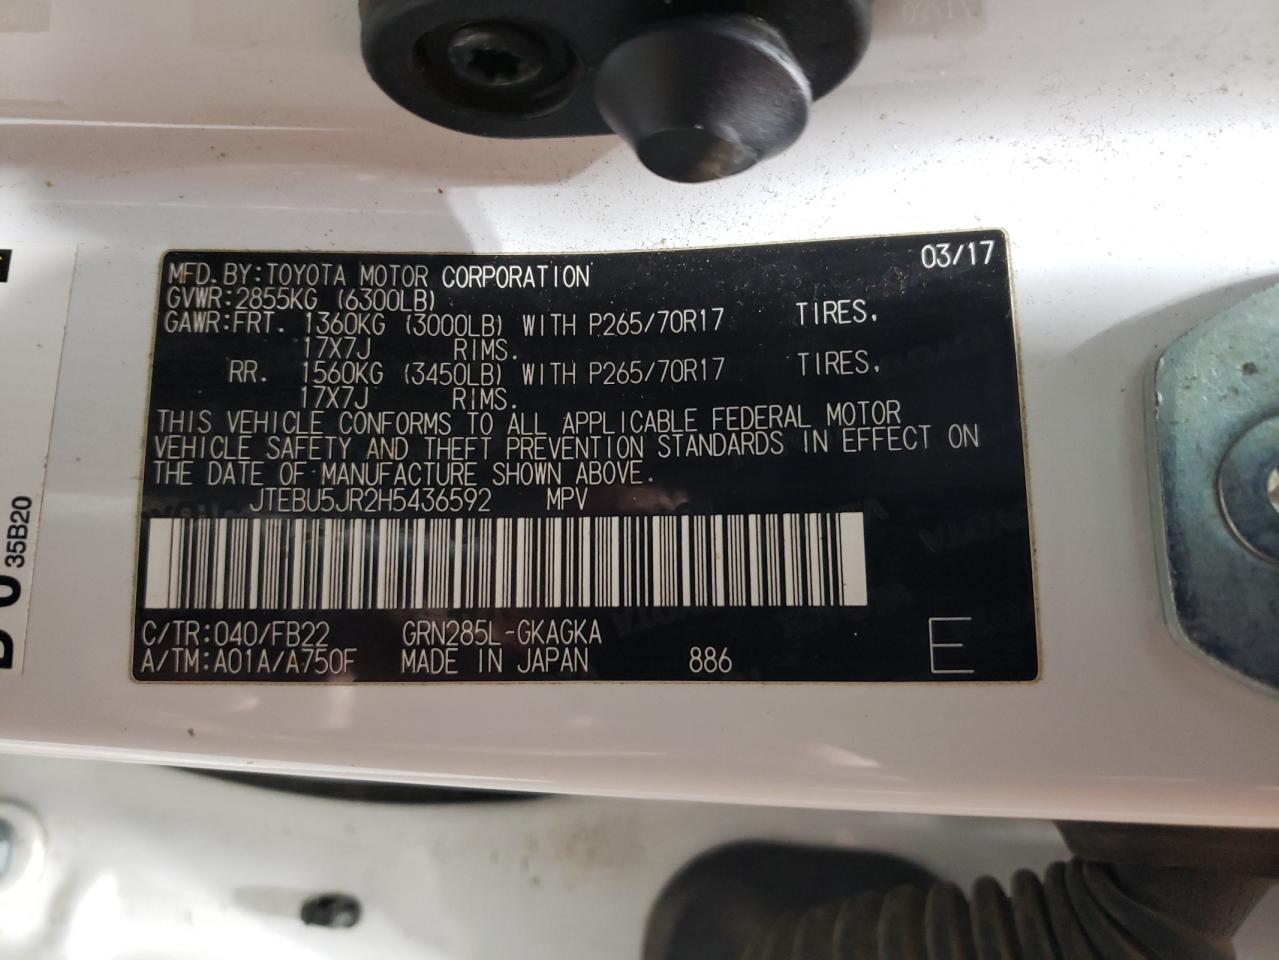 03/17
MFD.BY:TOYOTA MOTOR CORPORATION
GVWR:2855KG (6300LB)
GAWR:FRT. 1360KG (3000LB) WITH P265/70R17 TIRES,
17X7J RIMS.
RR. 1560KG (3450LB) WITH P265/70R17 TIRES,
17X7J RIMS.
THIS VEHICLE CONFORMS TO ALL APPLICABLE FEDERAL MOTOR
VEHICLE SAFETY AND THEFT PREVENTION STANDARDS IN EFFECT ON
THE DATE OF MANUFACTURE SHOWN ABOVE.
JTEBU5JR2H5436592 MPV
C/TR:040/FB22 GRN285L-GKAGKA
A/TM:A01A/A750F MADE IN JAPAN 886 E
35B20